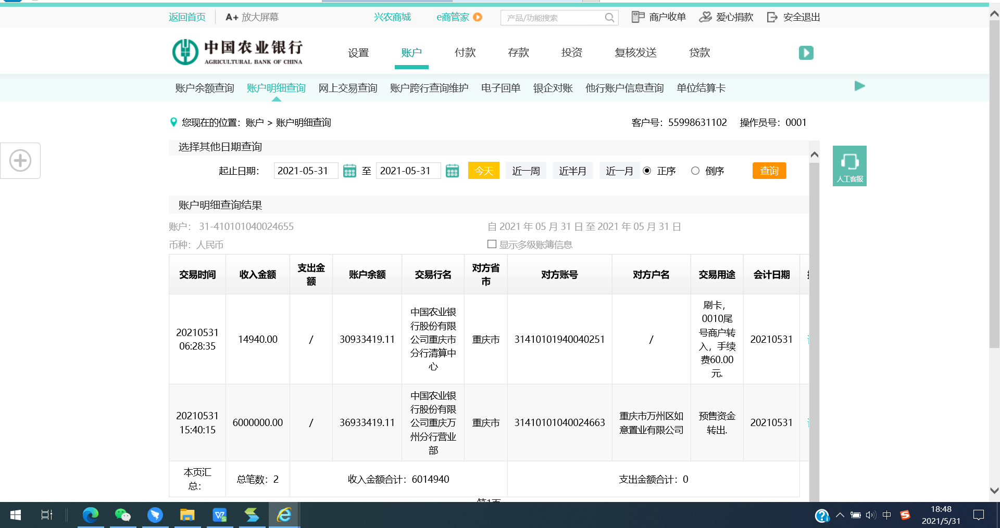 返回首页
A+ 放大屏幕
兴农商城
e商管家
产品/功能搜索
商户收单
爱心捐款
安全退出
中国农业银行
AGRICULTURAL BANK OF CHINA
设置
账户
付款
存款
投资
复核发送
贷款
账户余额查询
账户明细查询
网上交易查询
账户跨行查询维护
电子回单
银企对账
他行账户信息查询
单位结算卡
您现在的位置：账户 > 账户明细查询
客户号：55998631102
操作员号：0001
选择其他日期查询
起止日期：
2021-05-31
至
2021-05-31
今天
近一周
近半月
近一月
正序
倒序
查询
人工客服
账户明细查询结果
账户： 31-410101040024655
自 2021 年 05 月 31 日 至 2021 年 05 月 31 日
币种：人民币
显示多级账簿信息
交易时间
收入金额
支出金
额
账户余额
交易行名
对方省
市
对方账号
对方户名
交易用途
会计日期
20210531
06:28:35
14940.00
/
30933419.11
中国农业银
行股份有限
公司重庆市
分行清算中
心
重庆市
31410101940040251
/
刷卡，
0010尾
号商户转
入，手续
费60.00
元.
20210531
20210531
15:40:15
6000000.00
/
36933419.11
中国农业银
行股份有限
公司重庆万
州分行营业
部
重庆市
31410101040024663
重庆市万州区如
意置业有限公司
预售资金
转出.
20210531
本页汇
总：
总笔数：2
收入金额合计：6014940
支出金额合计：0
第1页
中
18:48
2021/5/31